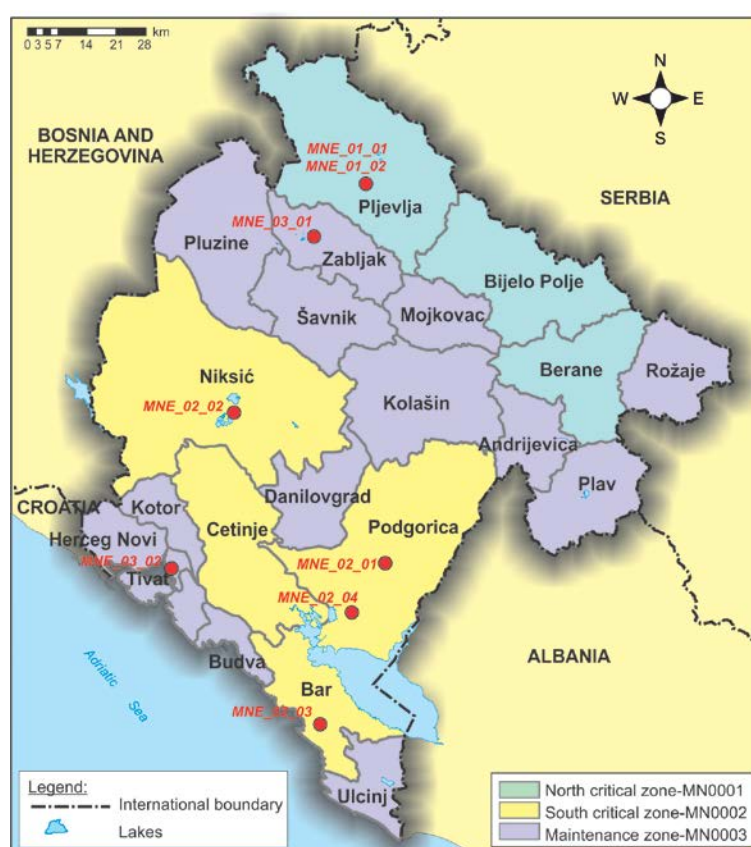 km
0 3,5 7 14 21 28
N
W E
S
BOSNIA AND
HERZEGOVINA
SERBIA
MNE_01_01
MNE_01_02
Pljevlja
MNE_03_01
Pluzine
Zabljak
Bijelo Polje
Šavnik
Mojkovac
Berane
Rožaje
Niksić
MNE_02_02
Kolašin
Andrijevica
Plav
Danilovgrad
CROATIA
Kotor
Cetinje
Podgorica
Herceg Novi
MNE_03_02
Tivat
MNE_02_01
MNE_02_04
Budva
ALBANIA
Adriatic Sea
Bar
Ulcinj
Legend:
International boundary
Lakes
North critical zone-MN0001
South critical zone-MN0002
Maintenance zone-MN0003